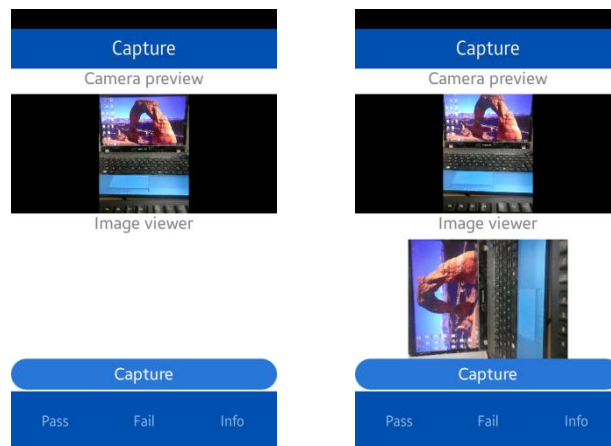 Capture
Camera preview
Image viewer
Capture
Pass Fail Info
Capture
Camera preview
Image viewer
Capture
Pass Fail Info